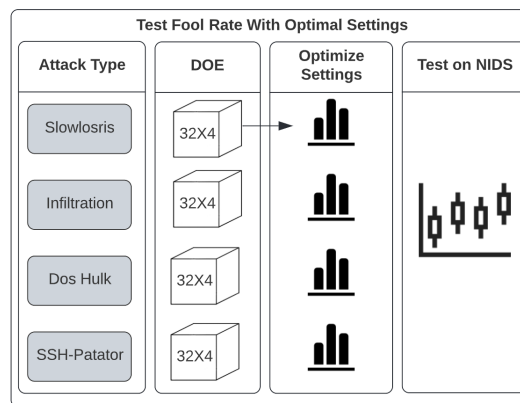 Test Fool Rate With Optimal Settings
Attack Type
DOE
Optimize
Settings
Test on NIDS
Slowlosris
32X4
Infiltration
32X4
Dos Hulk
32X4
SSH-Patator
32X4